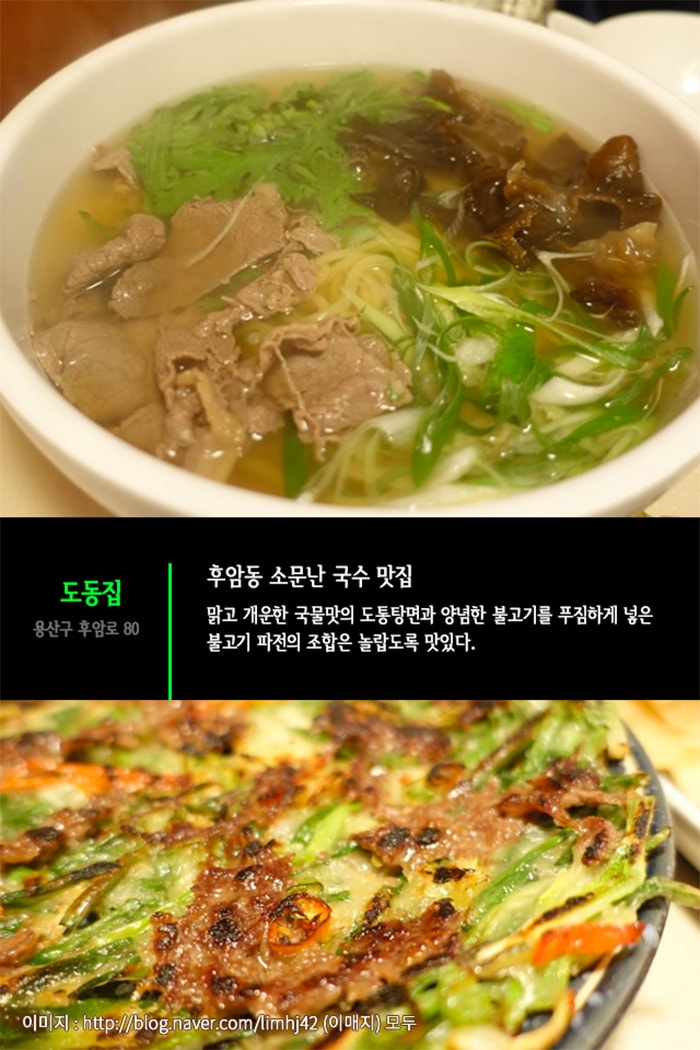 도동집
용산구 후암로 80
후암동 소문난 국수 맛집
맑고 개운한 국물맛의 도통탕면과 양념한 불고기를 푸짐하게 넣은
불고기 파전의 조합은 놀랍도록 맛있다.
이미지 : http://blog.naver.com/limhj42 (이매지) 모두